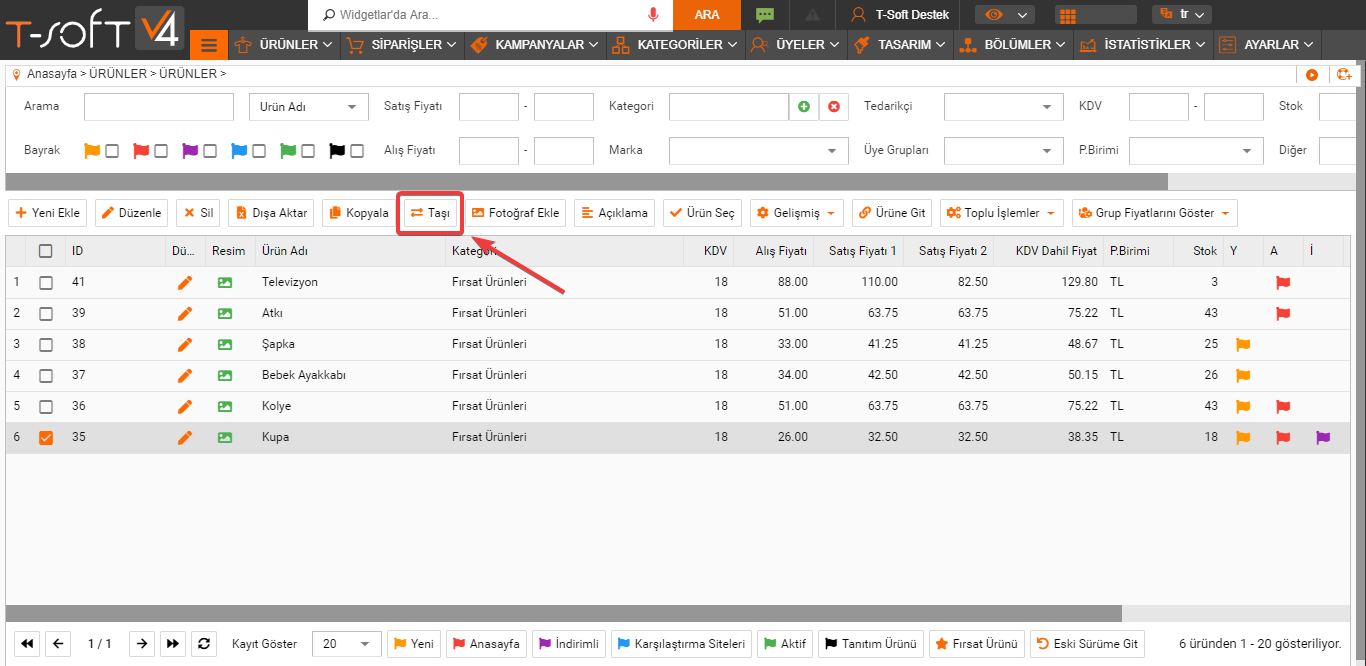 T-SOFT V4 Widgetlar'da Ara... ARA T-Soft Destek tr
ÜRÜNLER SİPARİŞLER KAMPANYALAR KATEGORİLER ÜYELER TASARIM BÖLÜMLER İSTATİSTİKLER AYARLAR
Anasayfa > ÜRÜNLER > ÜRÜNLER >
Arama Ürün Adı Satış Fiyatı - Kategori Tedarikçi KDV - Stok
Bayrak Alış Fiyatı - Marka Üye Grupları P.Birimi Diğer
Yeni Ekle Düzenle Sil Dışa Aktar Kopyala Taşı Fotoğraf Ekle Açıklama Ürün Seç Gelişmiş Ürüne Git Toplu İşlemler Grup Fiyatlarını Göster
ID Dü... Resim Ürün Adı Kategori KDV Alış Fiyatı Satış Fiyatı 1 Satış Fiyatı 2 KDV Dahil Fiyat P.Birimi Stok Y A İ
1 41 Televizyon Fırsat Ürünleri 18 88.00 110.00 82.50 129.80 TL 3
2 39 Atkı Fırsat Ürünleri 18 51.00 63.75 63.75 75.22 TL 43
3 38 Şapka Fırsat Ürünleri 18 33.00 41.25 41.25 48.67 TL 25
4 37 Bebek Ayakkabı Fırsat Ürünleri 18 34.00 42.50 42.50 50.15 TL 26
5 36 Kolye Fırsat Ürünleri 18 51.00 63.75 63.75 75.22 TL 43
6 35 Kupa Fırsat Ürünleri 18 26.00 32.50 32.50 38.35 TL 18
1 / 1 Kayıt Göster 20 Yeni Anasayfa İndirimli Karşılaştırma Siteleri Aktif Tanıtım Ürünü Fırsat Ürünü Eski Sürüme Git 6 üründen 1 - 20 gösteriliyor.